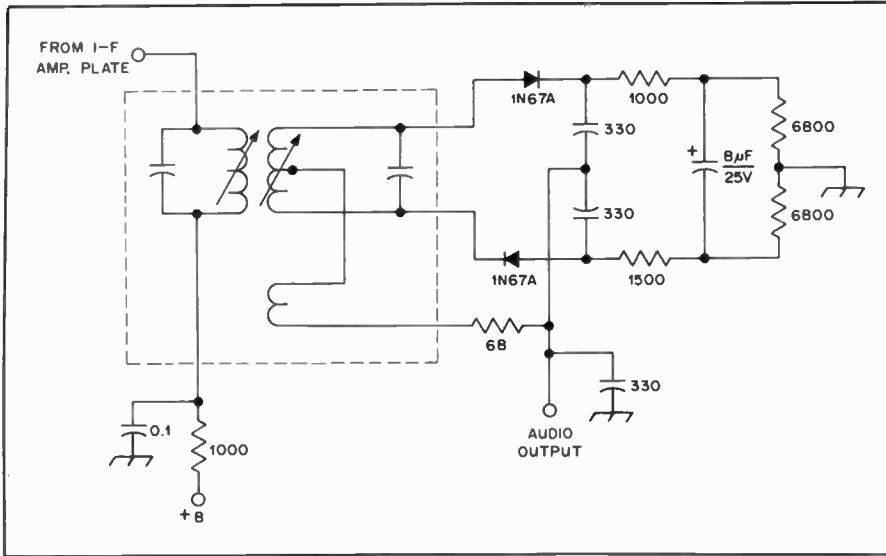 FROM I-F
AMP. PLATE
1N67A
1000
330
6800
+
8µF
25V
330
6800
1N67A
1500
68
330
0.1
1000
AUDIO
OUTPUT
+B